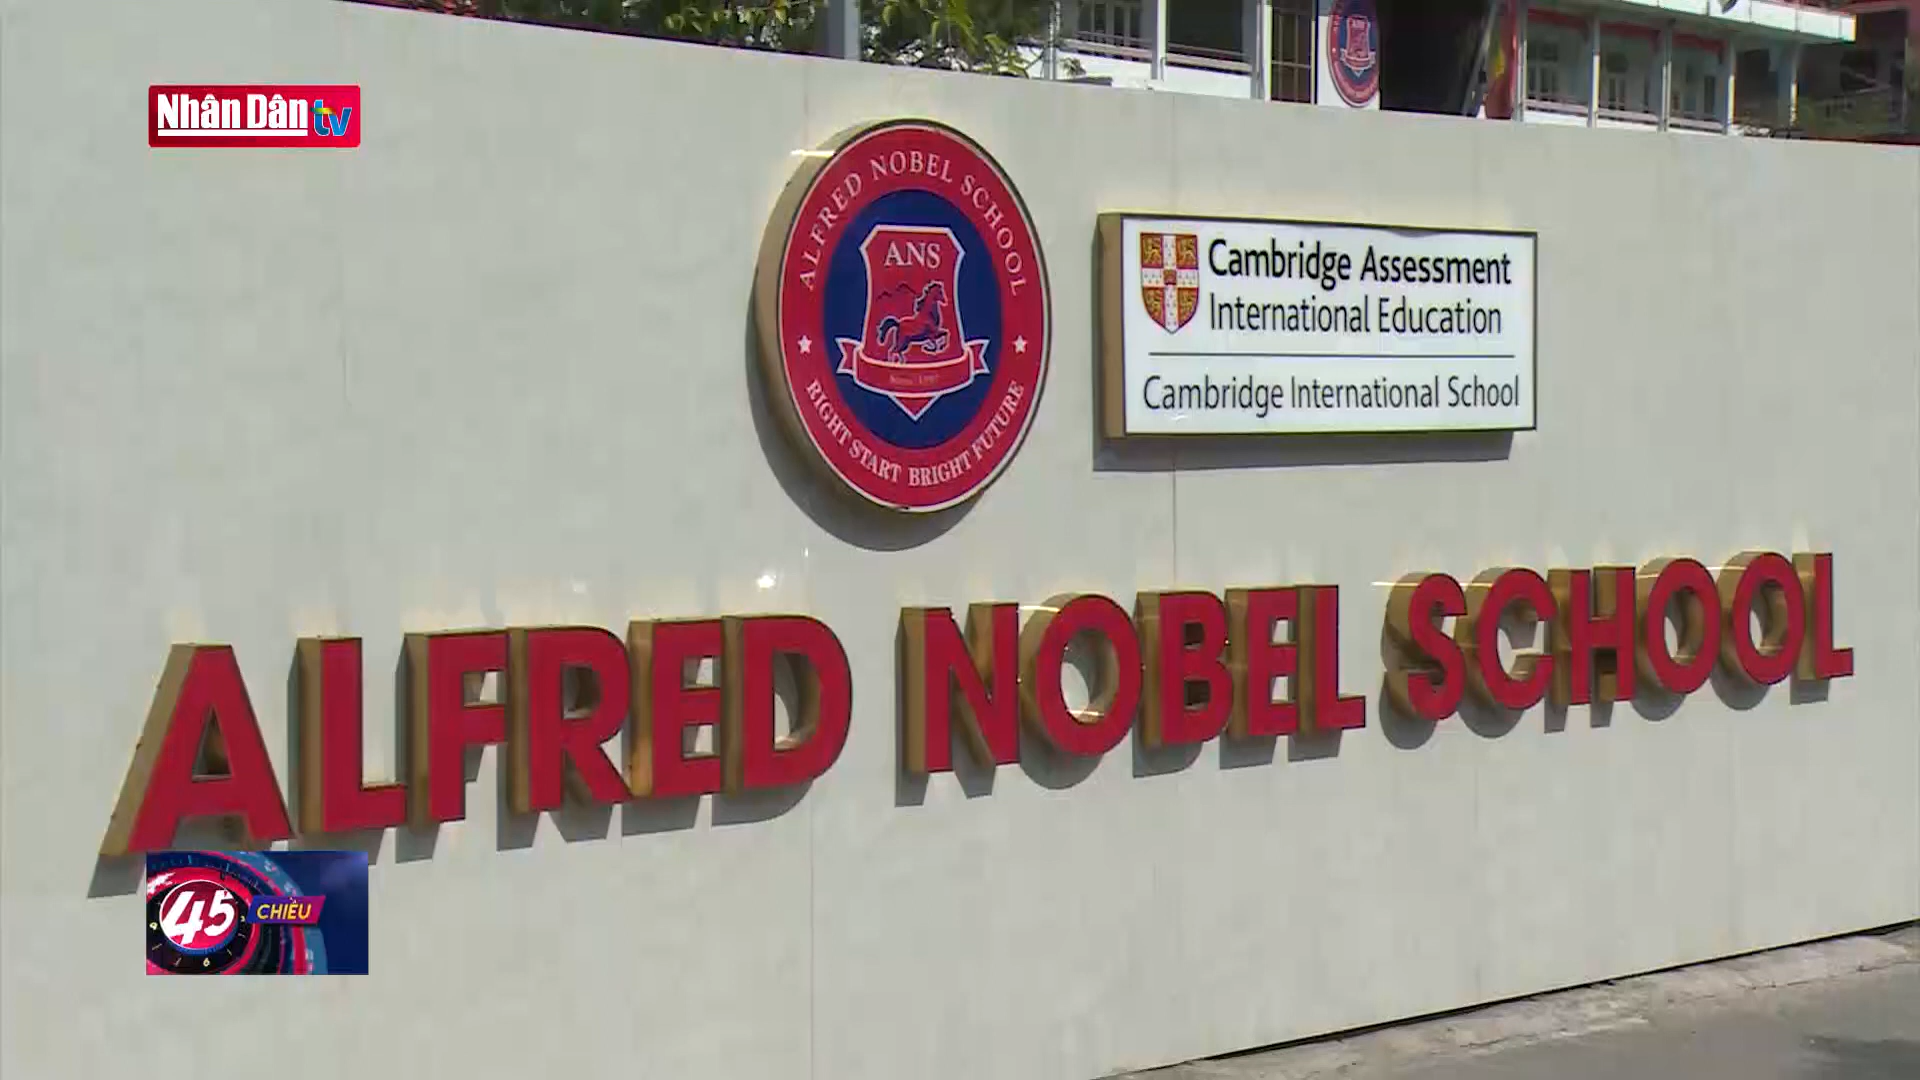 Nhân Dân tv
ALFRED NOBEL SCHOOL
ANS
RIGHT START BRIGHT FUTURE
Cambridge Assessment
International Education
Cambridge International School
ALFRED NOBEL SCHOOL
45 CHIỀU